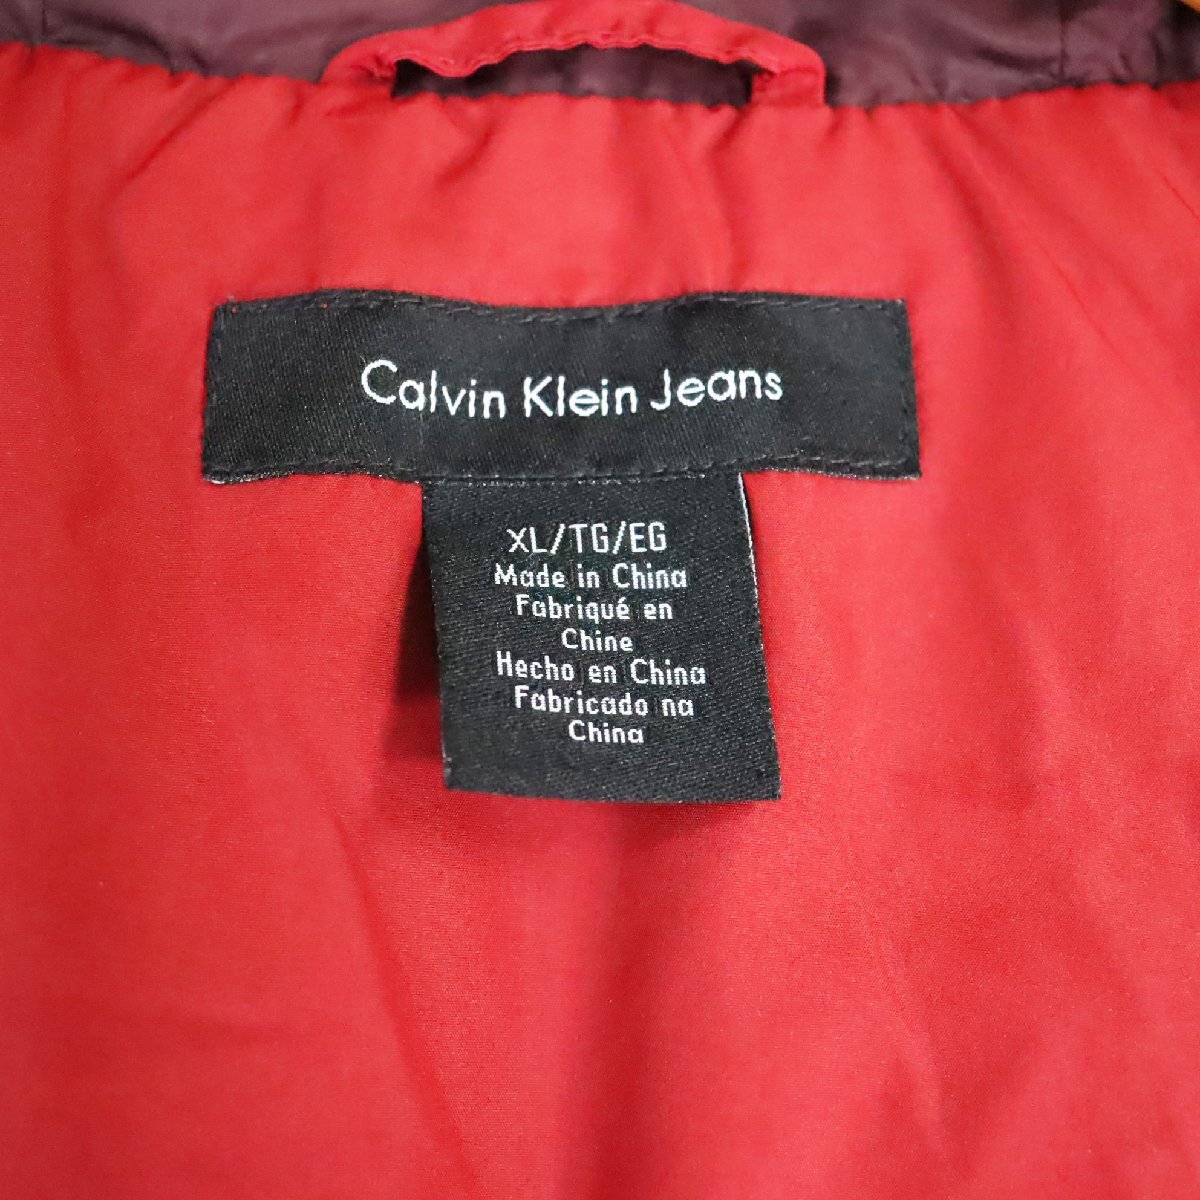 Calvin Klein Jeans
XL/TG/EG
Made in China
Fabriqué en
Chine
Hecho en China
Fabricado na
China